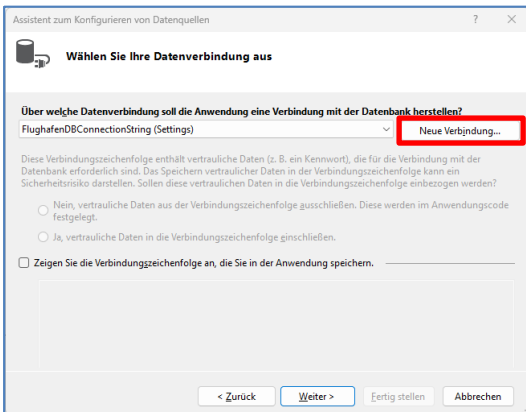 Assistent zum Konfigurieren von Datenquellen
? ×
Wählen Sie Ihre Datenverbindung aus
Über welche Datenverbindung soll die Anwendung eine Verbindung mit der Datenbank herstellen?
FlughafenDBConnectionString (Settings)
Neue Verbindung...
Diese Verbindungszeichenfolge enthält vertrauliche Daten (z. B. ein Kennwort), die für die Verbindung mit der
Datenbank erforderlich sind. Das Speichern vertraulicher Daten in der Verbindungszeichenfolge kann ein
Sicherheitsrisiko darstellen. Sollen diese vertraulichen Daten in die Verbindungszeichenfolge einbezogen werden?
Nein, vertrauliche Daten aus der Verbindungszeichenfolge ausschließen. Diese werden im Anwendungscode
festgelegt.
Ja, vertrauliche Daten in die Verbindungszeichenfolge einschließen.
Zeigen Sie die Verbindungszeichenfolge an, die Sie in der Anwendung speichern.
< Zurück
Weiter >
Fertig stellen
Abbrechen